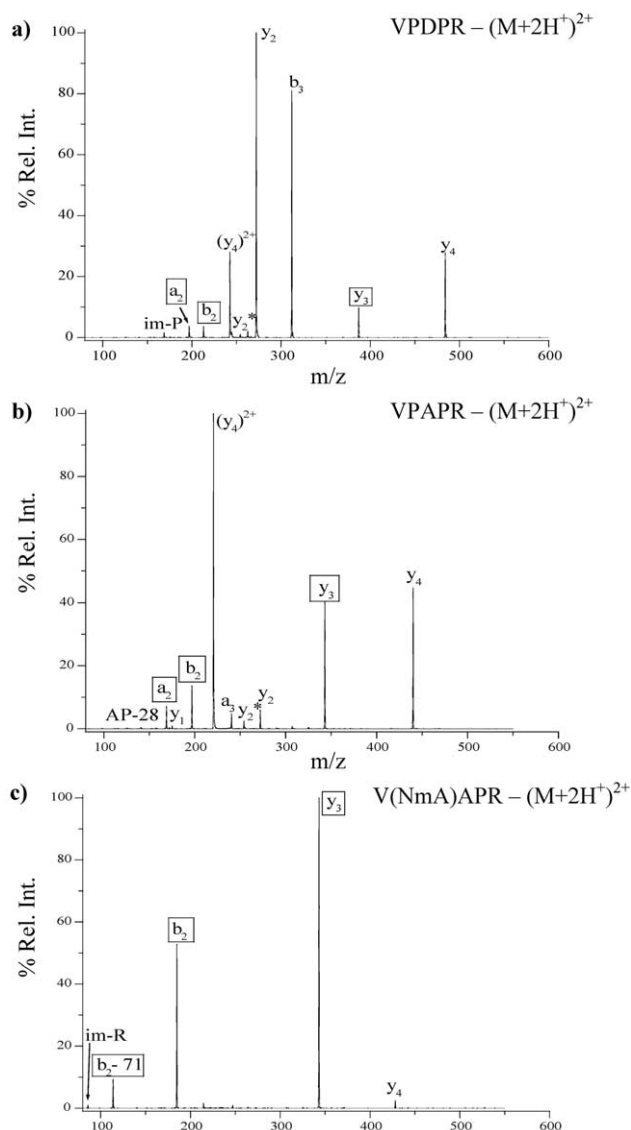 a)
VPDPR – (M+2H⁺)²⁺
% Rel. Int.
100
80
60
40
20
0
y₂
b₃
(y₄)²⁺
y₄
a₂
b₂
y₃
im-P
y₂*
100
200
300
400
500
600
m/z
b)
VPAPR – (M+2H⁺)²⁺
% Rel. Int.
100
80
60
40
20
0
(y₄)²⁺
y₃
y₄
a₂
b₂
AP-28
y₁
a₃
y₂*
y₂
100
200
300
400
500
600
m/z
c)
V(NmA)APR – (M+2H⁺)²⁺
% Rel. Int.
100
80
60
40
20
0
y₃
b₂
im-R
b₂- 71
y₄
100
200
300
400
500
600